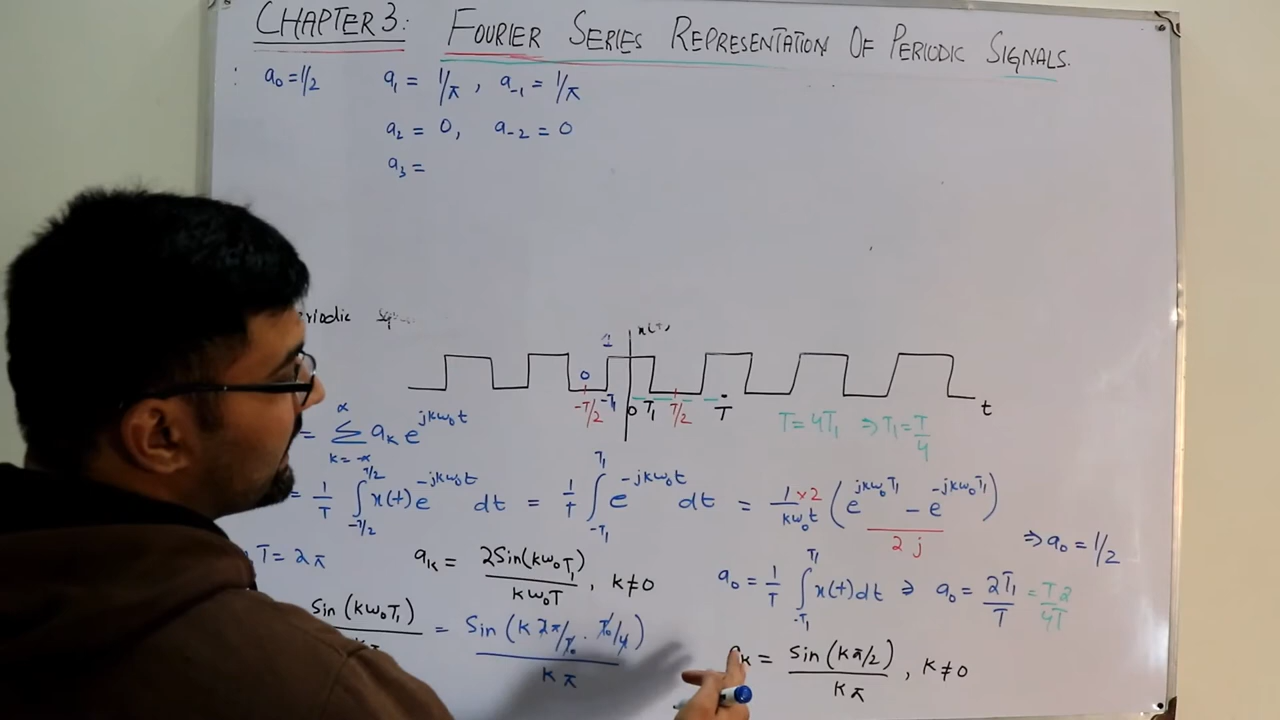 CHAPTER 3: FOURIER SERIES REPRESENTATION OF PERIODIC SIGNALS.
: a₀ = 1/2 a₁ = 1/π , a₋₁ = 1/π
a₂ = 0, a₋₂ = 0
a₃ =
riodic
1 x(t)
0
-T/2 -T₁ 0 T₁ T/2 T t
T = 4T₁ ⇒ T₁ = T/4
= ∑_{k=-∝}^{∝} aₖ e^{jkω₀t}
= 1/T ∫_{-T/2}^{T/2} x(t) e^{-jkω₀t} dt = 1/T ∫_{-T₁}^{T₁} e^{-jkω₀t} dt = 1×2/kω₀t (e^{jkω₀T₁} - e^{-jkω₀T₁})/2j
⇒ a₀ = 1/2
T = 2π aₖ = 2Sin(kω₀T₁)/kω₀T , k≠0
a₀ = 1/T ∫_{-T₁}^{T₁} x(t)dt ⇒ a₀ = 2T₁/T = T2/4T
Sin(kω₀T₁)/kπ = Sin(k2π/T₀ . T₀/4)/kπ
aₖ = sin(kπ/2)/kπ , k≠0